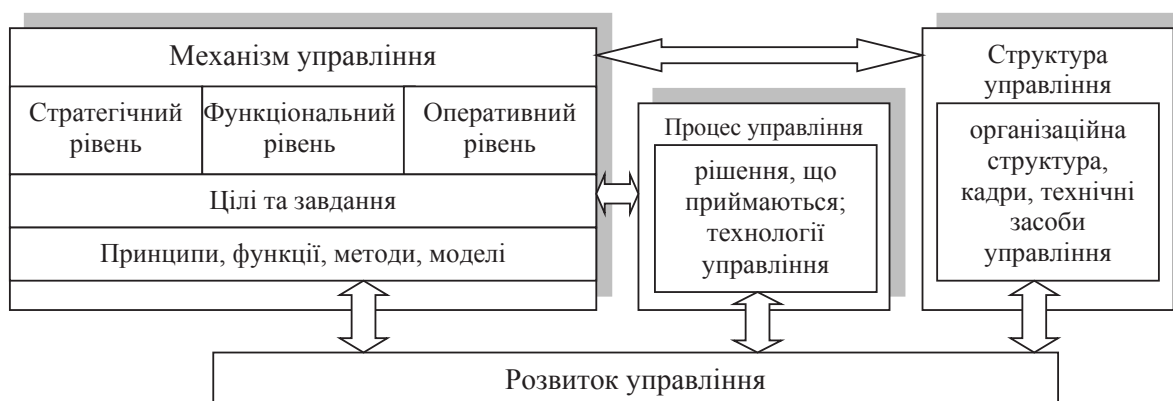 Механізм управління
Стратегічний
рівень
Функціональний
рівень
Оперативний
рівень
Цілі та завдання
Принципи, функції, методи, моделі
Процес управління
рішення, що
приймаються;
технології
управління
Структура
управління
організаційна
структура,
кадри, технічні
засоби
управління
Розвиток управління